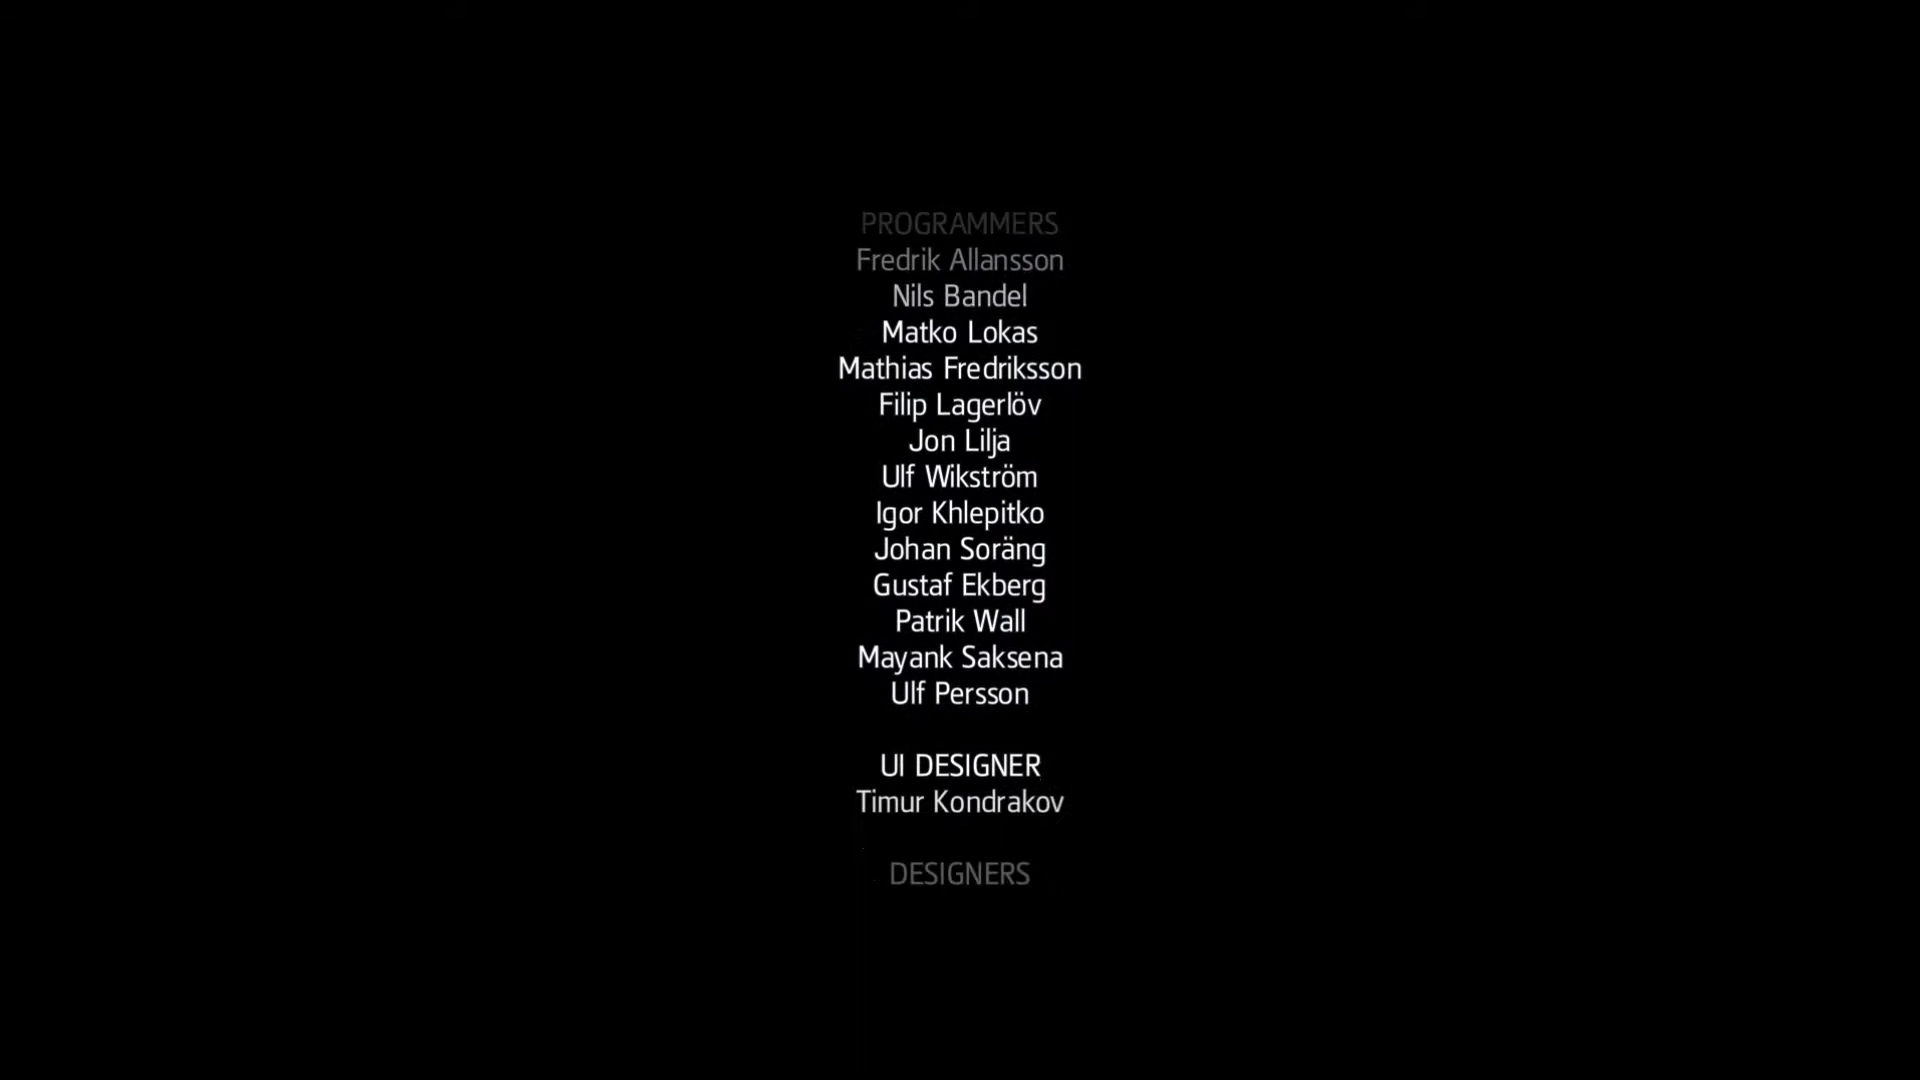 PROGRAMMERS
Fredrik Allansson
Nils Bandel
Matko Lokas
Mathias Fredriksson
Filip Lagerlöv
Jon Lilja
Ulf Wikström
Igor Khlepitko
Johan Soräng
Gustaf Ekberg
Patrik Wall
Mayank Saksena
Ulf Persson
UI DESIGNER
Timur Kondrakov
DESIGNERS